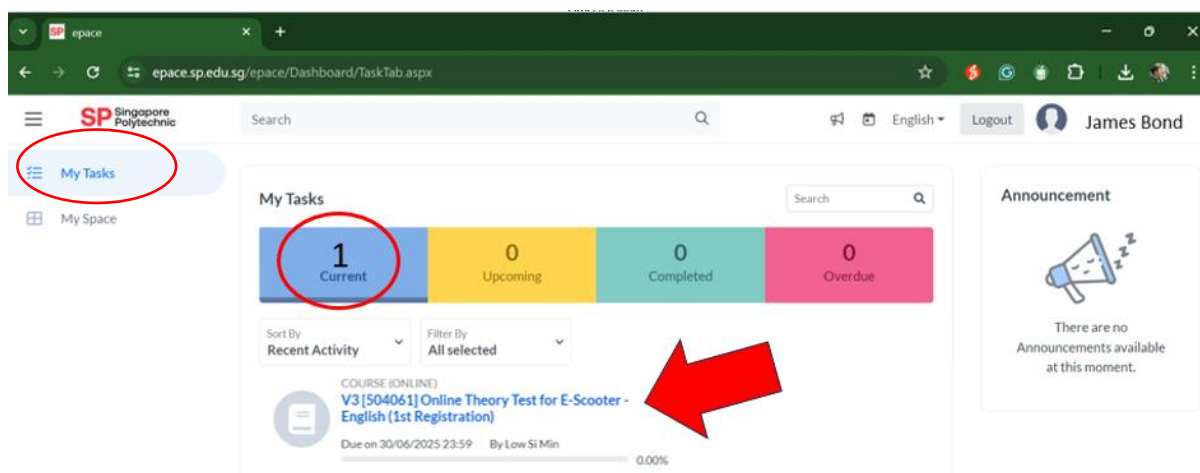 SP epace
epace.sp.edu.sg/epace/Dashboard/TaskTab.aspx
SP Singapore Polytechnic
Search
English
Logout
James Bond
My Tasks
My Space
My Tasks
Search
1
Current
0
Upcoming
0
Completed
0
Overdue
Sort By
Recent Activity
Filter By
All selected
COURSE (ONLINE)
V3 [504061] Online Theory Test for E-Scooter -
English (1st Registration)
Due on 30/06/2025 23:59 By Low Si Min
0.00%
Announcement
There are no
Announcements available
at this moment.